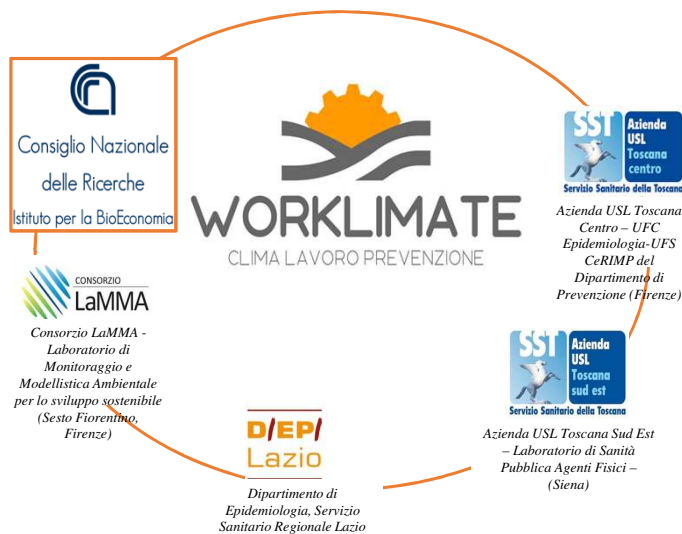 Consiglio Nazionale
delle Ricerche
Istituto per la BioEconomia
WORKLIMATE
CLIMA LAVORO PREVENZIONE
SST
Azienda
USL
Toscana
centro
Servizio Sanitario della Toscana
Azienda USL Toscana
Centro – UFC
Epidemiologia-UFS
CeRIMP del
Dipartimento di
Prevenzione (Firenze)
CONSORZIO
LaMMA
Consorzio LaMMA -
Laboratorio di
Monitoraggio e
Modellistica Ambientale
per lo sviluppo sostenibile
(Sesto Fiorentino,
Firenze)
SST
Azienda
USL
Toscana
sud est
Servizio Sanitario della Toscana
Azienda USL Toscana Sud Est
– Laboratorio di Sanità
Pubblica Agenti Fisici –
(Siena)
D/EP/
Lazio
Dipartimento di
Epidemiologia, Servizio
Sanitario Regionale Lazio